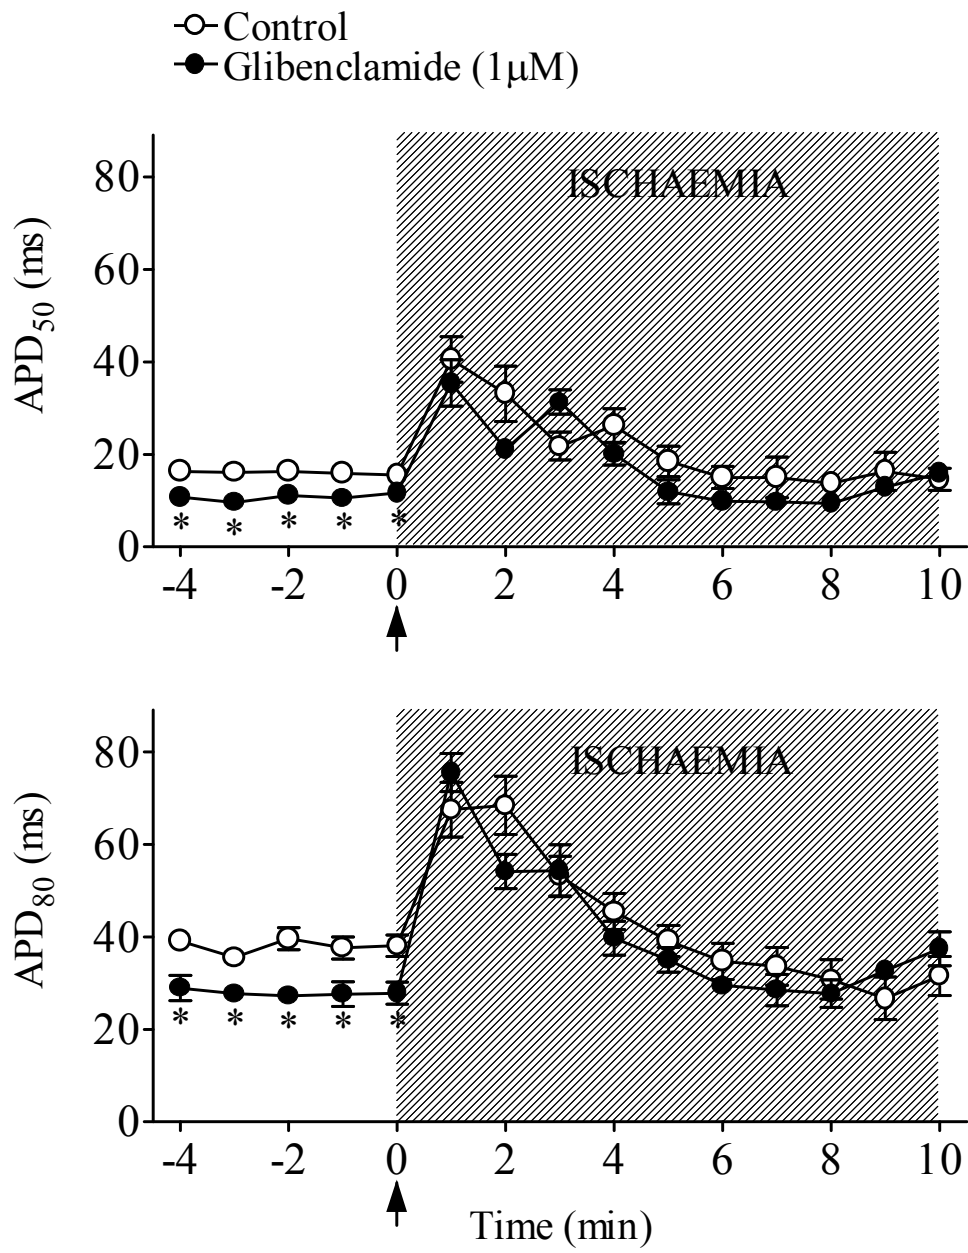 Control
Glibenclamide (1μM)
APD50 (ms)
80
60
40
20
0
ISCHAEMIA
* * * * *
-4 -2 0 2 4 6 8 10
APD80 (ms)
80
60
40
20
0
ISCHAEMIA
* * * * *
-4 -2 0 2 4 6 8 10
Time (min)